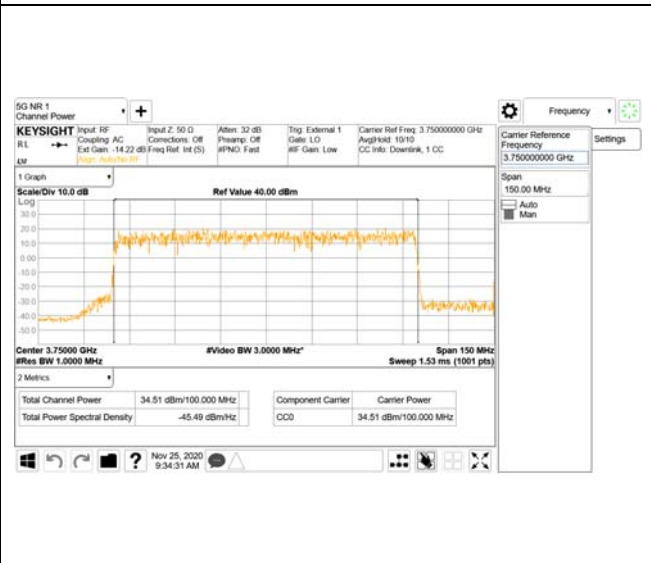 5G NR 1
Channel Power
Frequency
KEYSIGHT
RL
Input: RF
Coupling: AC
Ext Gain: -14.22 dB
Align: Auto/No RF
Input Z: 50 Ω
Corrections: Off
Freq Ref: Int (S)
Atten: 32 dB
Preamp: Off
#PNO: Fast
Trig: External 1
Gate: LO
#IF Gain: Low
Carrier Ref Freq: 3.750000000 GHz
Avg|Hold: 10/10
CC Info: Downlink, 1 CC
Carrier Reference
Frequency
3.750000000 GHz
Settings
Span
150.00 MHz
Auto
Man
1 Graph
Scale/Div 10.0 dB
Ref Value 40.00 dBm
Log
30.0
20.0
10.0
0.00
-10.0
-20.0
-30.0
-40.0
-50.0
Center 3.75000 GHz
#Video BW 3.0000 MHz*
Span 150 MHz
#Res BW 1.0000 MHz
Sweep 1.53 ms (1001 pts)
2 Metrics
Total Channel Power 34.51 dBm/100.000 MHz
Total Power Spectral Density -45.49 dBm/Hz
Component Carrier Carrier Power
CC0 34.51 dBm/100.000 MHz
Nov 25, 2020
9:34:31 AM